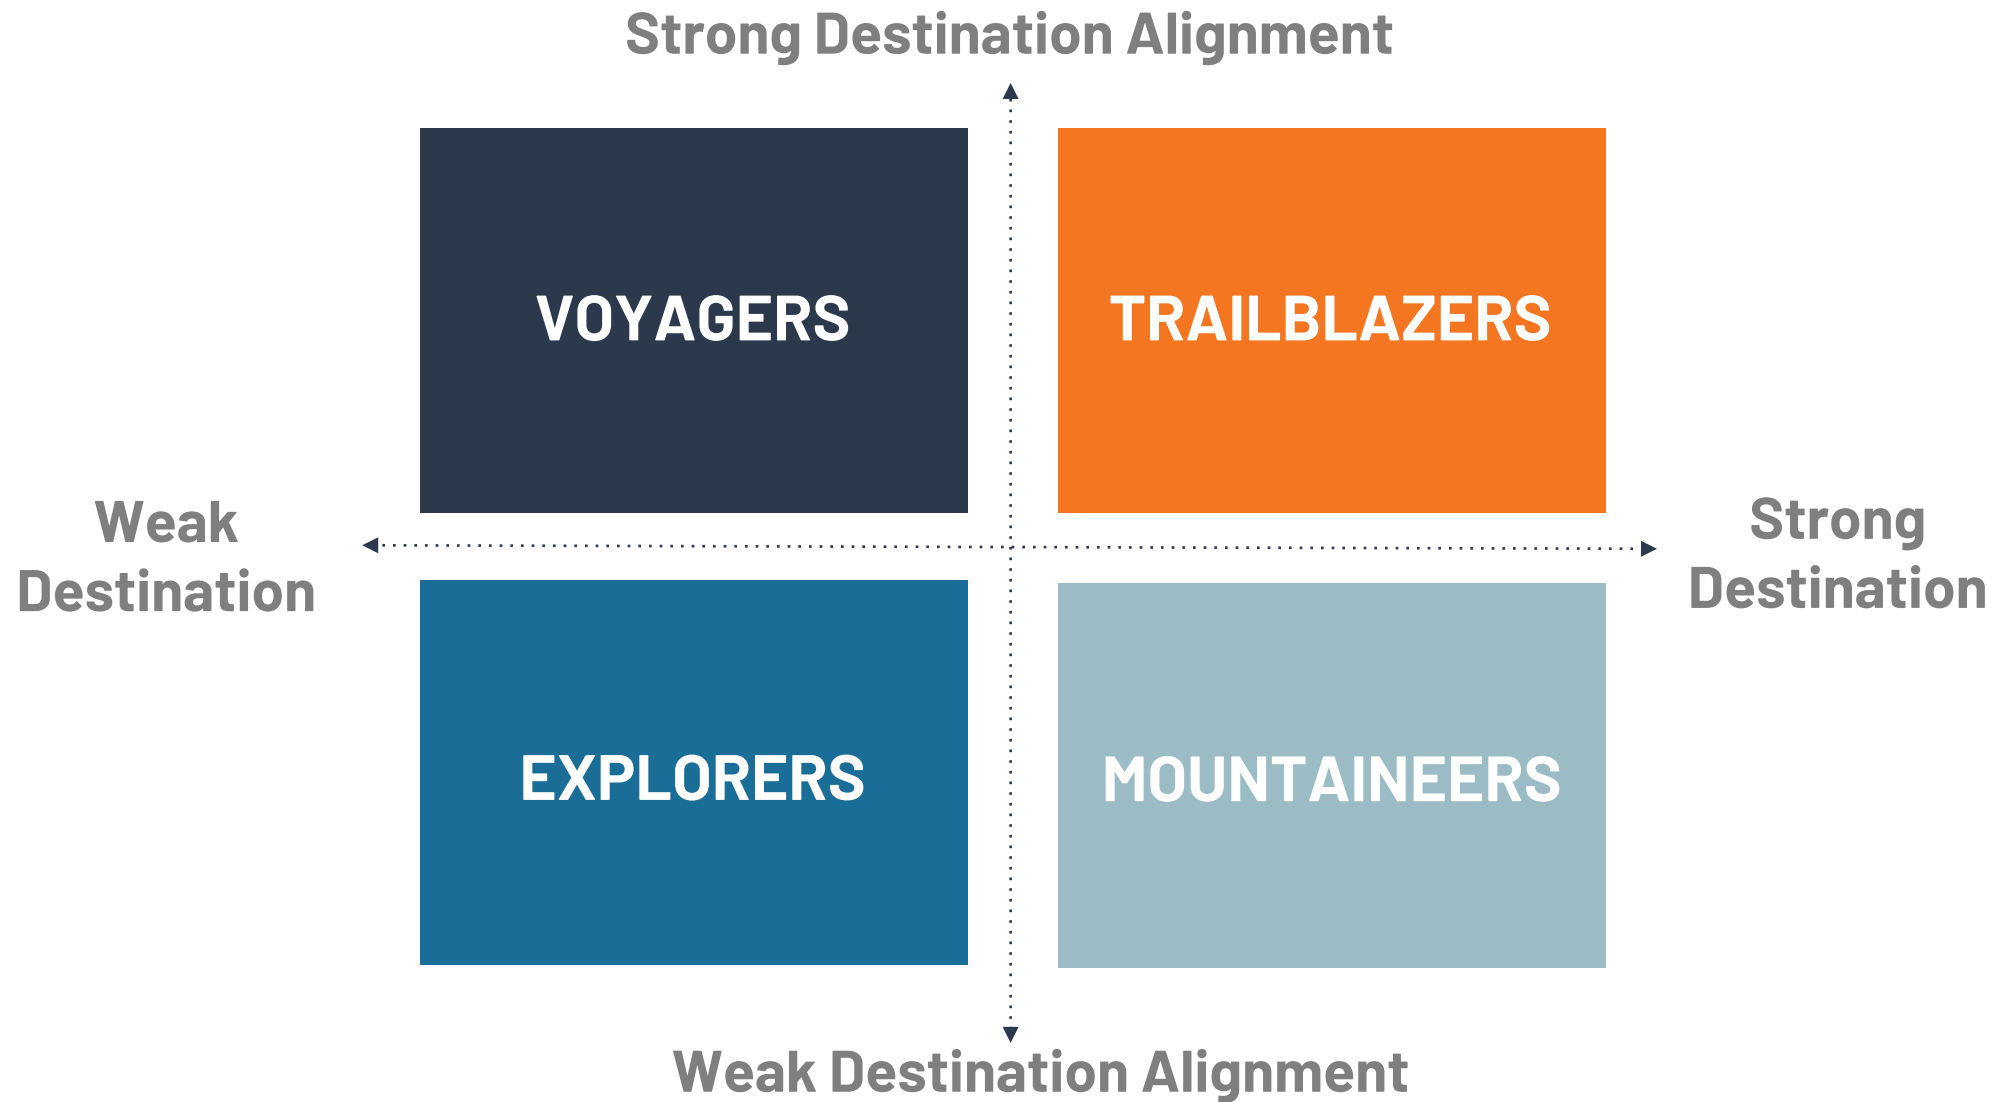 Strong Destination Alignment
VOYAGERS
TRAILBLAZERS
Weak
Destination
Strong
Destination
EXPLORERS
MOUNTAINEERS
Weak Destination Alignment